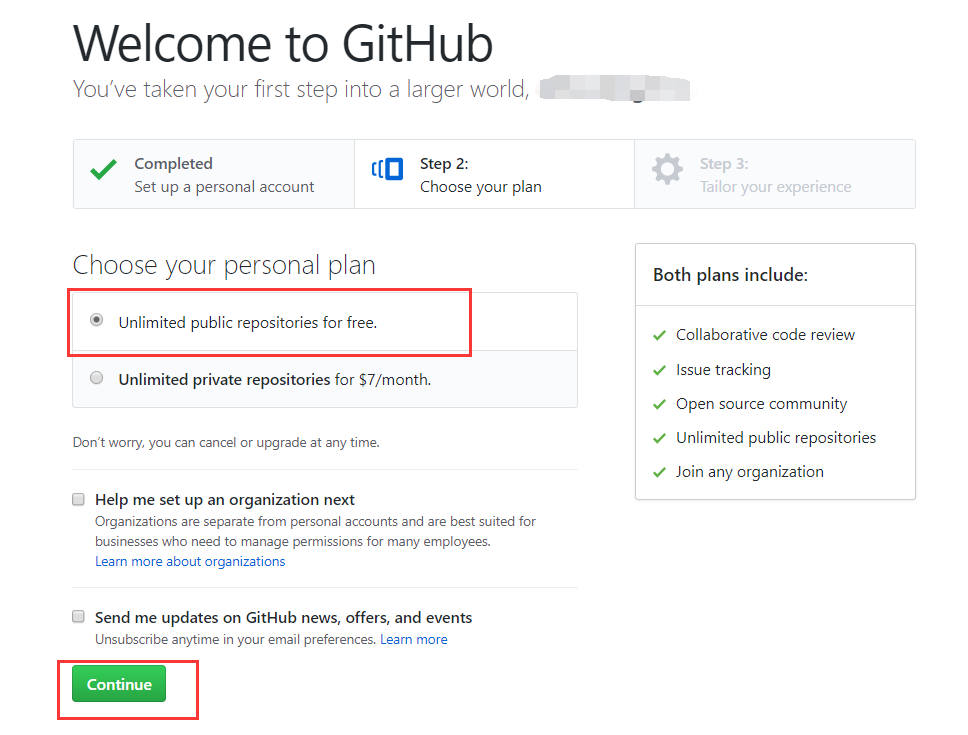 Welcome to GitHub
You’ve taken your first step into a larger world,
Completed
Set up a personal account
Step 2:
Choose your plan
Step 3:
Tailor your experience
Choose your personal plan
Unlimited public repositories for free.
Unlimited private repositories for $7/month.
Don’t worry, you can cancel or upgrade at any time.
Help me set up an organization next
Organizations are separate from personal accounts and are best suited for
businesses who need to manage permissions for many employees.
Learn more about organizations
Send me updates on GitHub news, offers, and events
Unsubscribe anytime in your email preferences. Learn more
Continue
Both plans include:
Collaborative code review
Issue tracking
Open source community
Unlimited public repositories
Join any organization